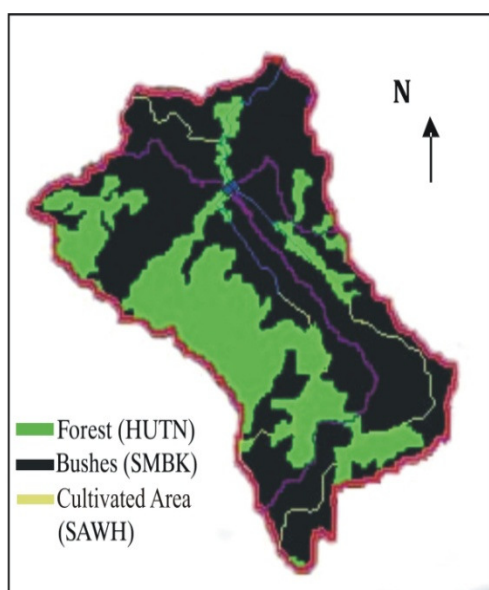 N
Forest (HUTN)
Bushes (SMBK)
Cultivated Area
(SAWH)